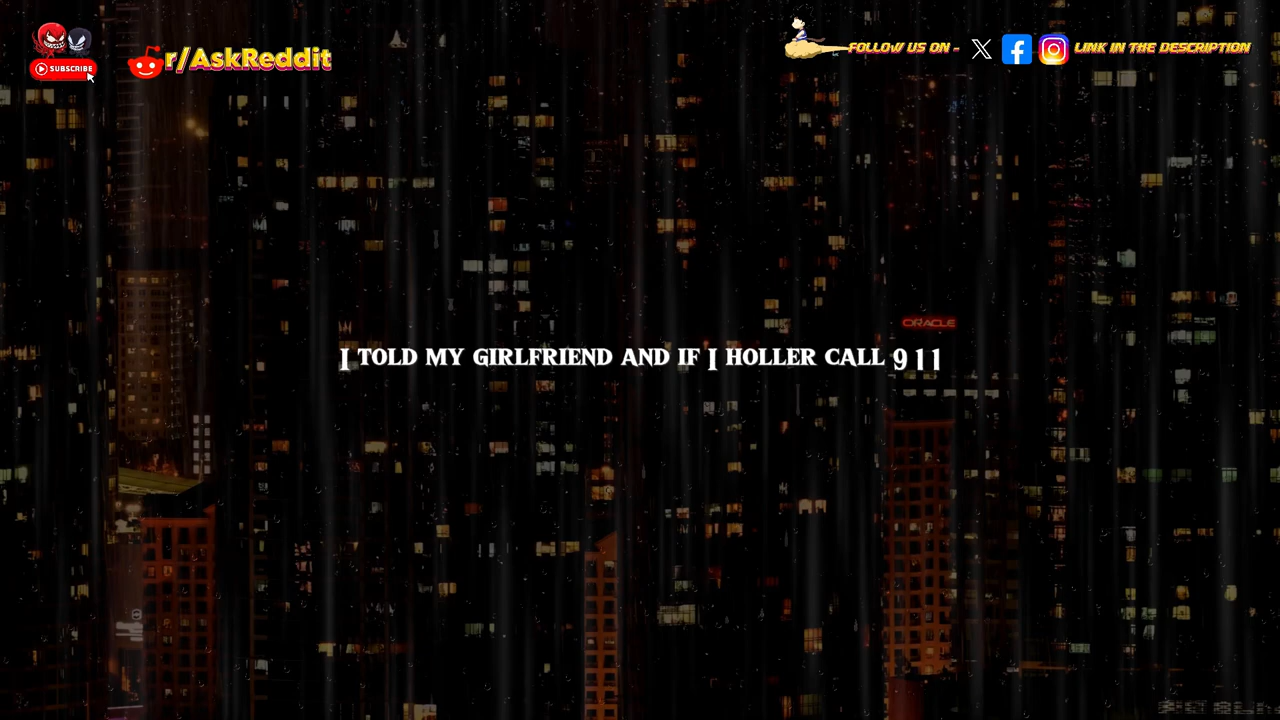 SUBSCRIBE
r/AskReddit
FOLLOW US ON -
LINK IN THE DESCRIPTION
ORACLE
I TOLD MY GIRLFRIEND AND IF I HOLLER CALL 911